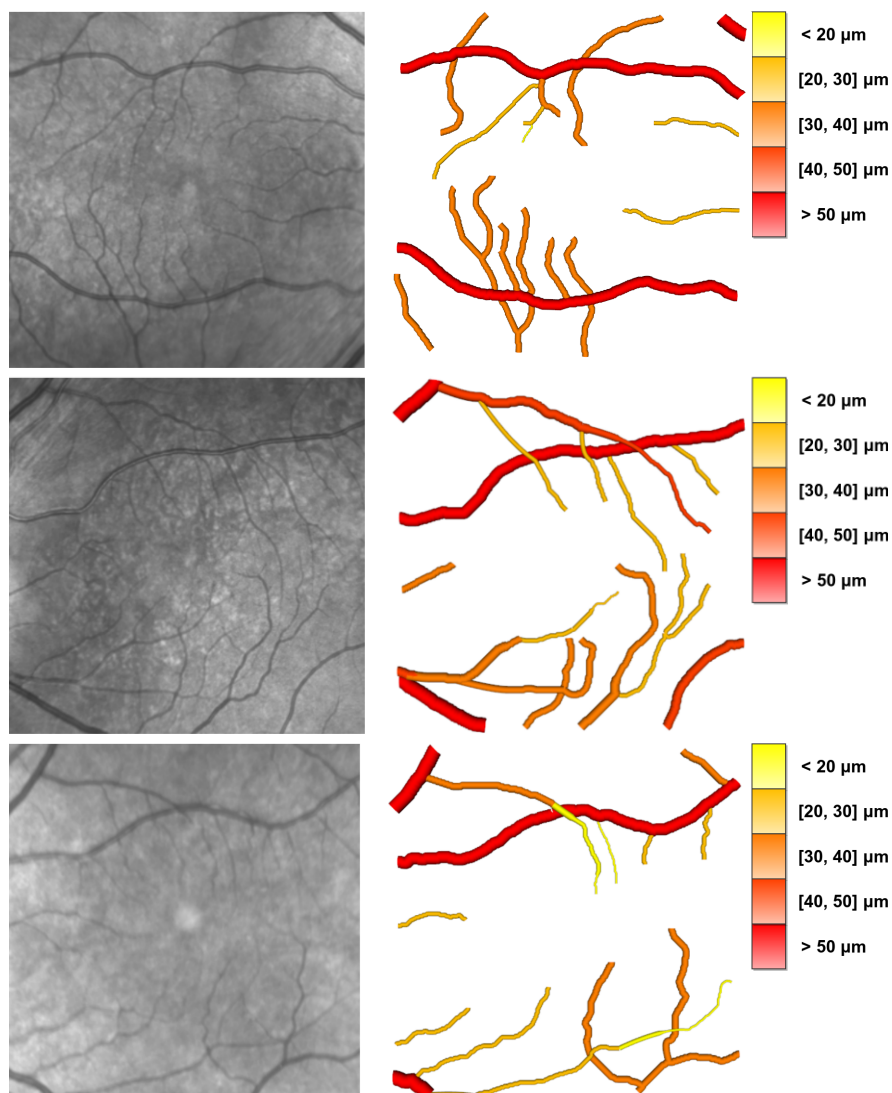 < 20 µm
[20, 30] µm
[30, 40] µm
[40, 50] µm
> 50 µm
< 20 µm
[20, 30] µm
[30, 40] µm
[40, 50] µm
> 50 µm
< 20 µm
[20, 30] µm
[30, 40] µm
[40, 50] µm
> 50 µm